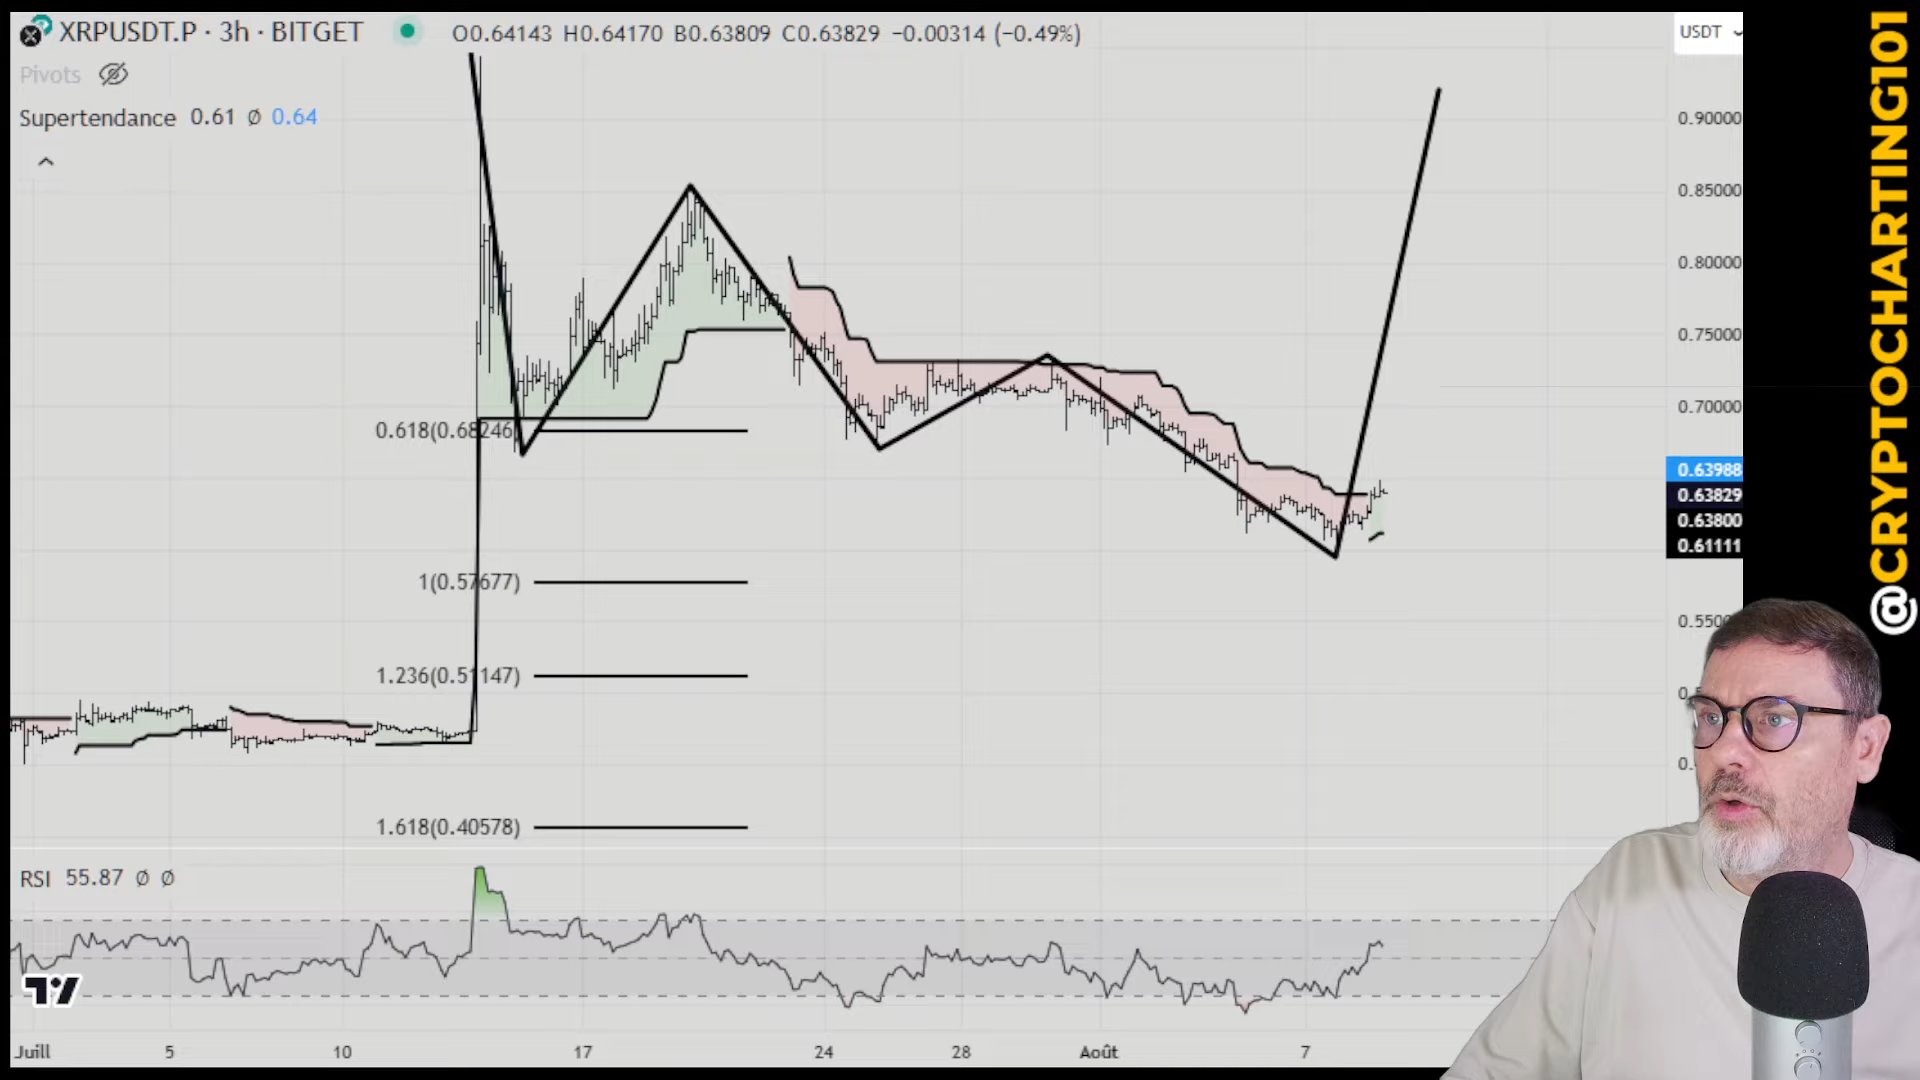 XRPUSDT.P · 3h · BITGET
O0.64143 H0.64170 B0.63809 C0.63829 −0.00314 (−0.49%)
USDT
Pivots
Supertendance 0.61 Ø 0.64
0.90000
0.85000
0.80000
0.75000
0.70000
0.618(0.68246)
0.63988
0.63829
0.63800
0.61111
1(0.57677)
1.236(0.51147)
1.618(0.40578)
RSI 55.87 Ø Ø
Juill 5 10 17 24 28 Août 7
@CRYPTOCHARTING101